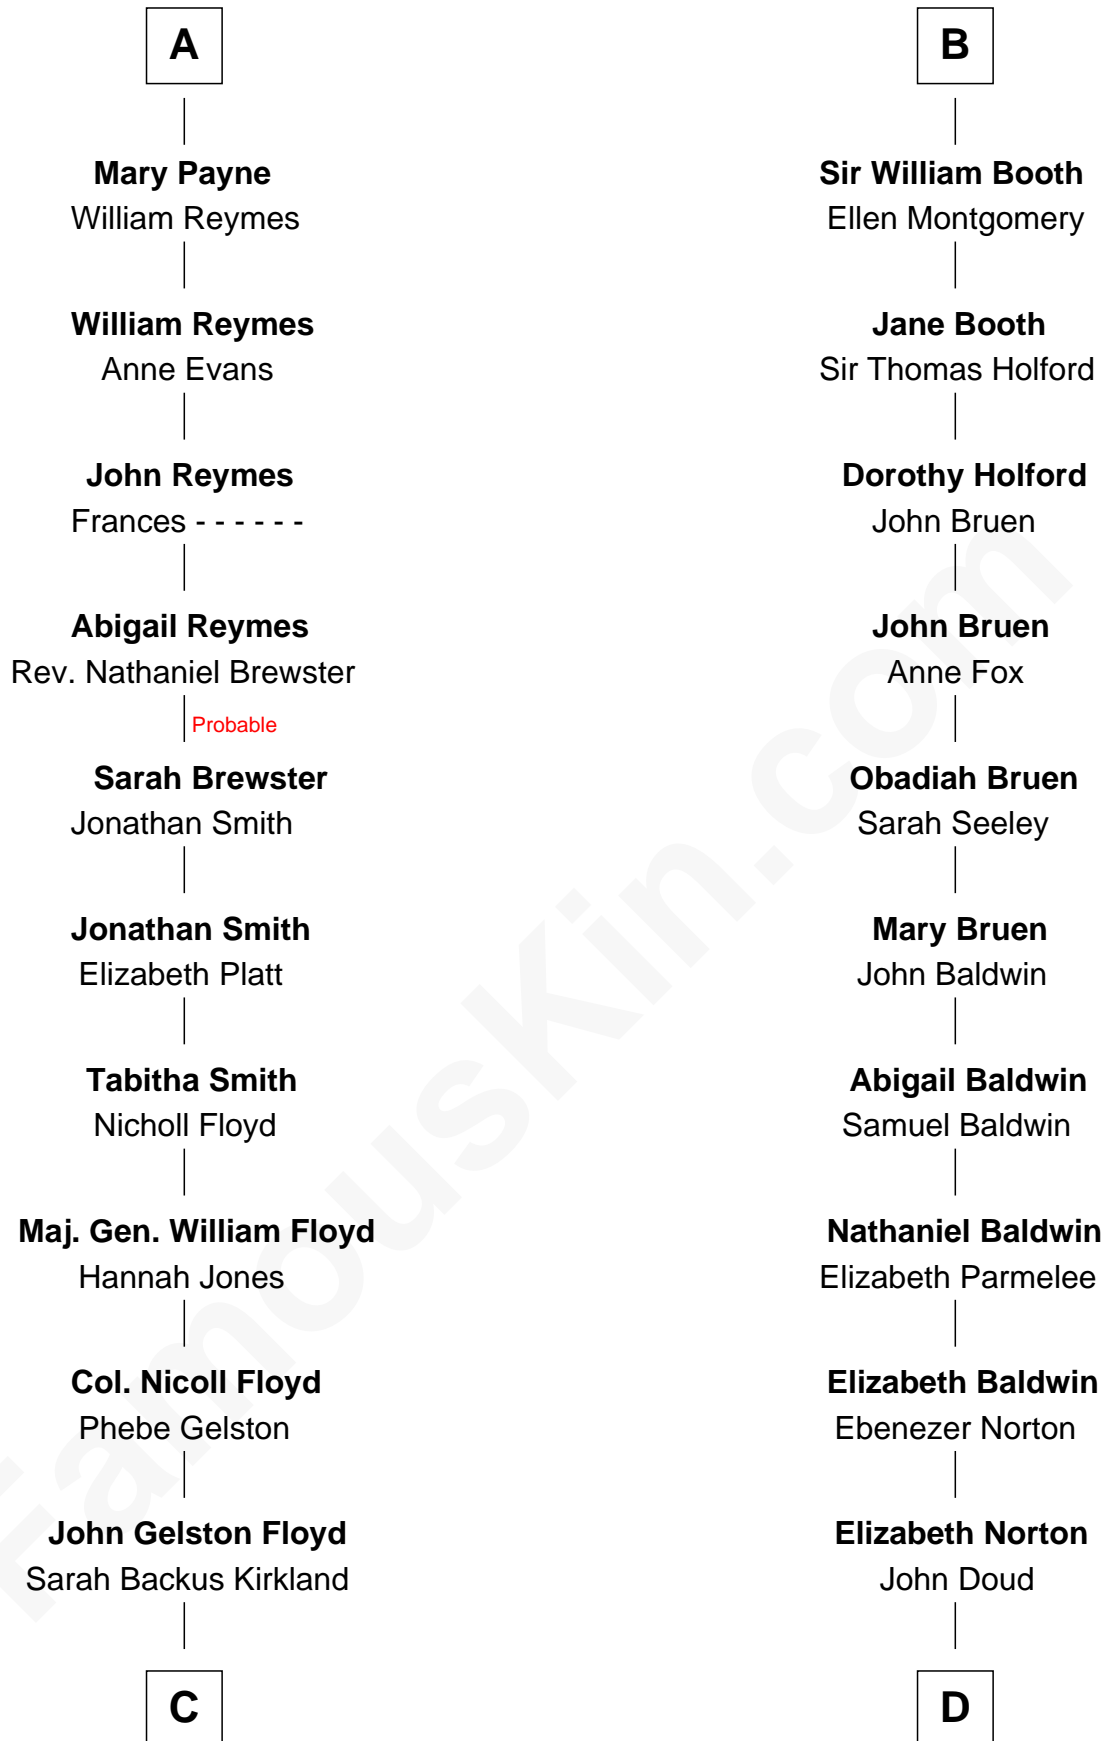 A
Mary Payne
William Reymes
William Reymes
Anne Evans
John Reymes
Frances - - - - - -
Abigail Reymes
Rev. Nathaniel Brewster
Probable
Sarah Brewster
Jonathan Smith
Jonathan Smith
Elizabeth Platt
Tabitha Smith
Nicholl Floyd
Maj. Gen. William Floyd
Hannah Jones
Col. Nicoll Floyd
Phebe Gelston
John Gelston Floyd
Sarah Backus Kirkland
C
B
Sir William Booth
Ellen Montgomery
Jane Booth
Sir Thomas Holford
Dorothy Holford
John Bruen
John Bruen
Anne Fox
Obadiah Bruen
Sarah Seeley
Mary Bruen
John Baldwin
Abigail Baldwin
Samuel Baldwin
Nathaniel Baldwin
Elizabeth Parmelee
Elizabeth Baldwin
Ebenezer Norton
Elizabeth Norton
John Doud
D
FamousKin.com